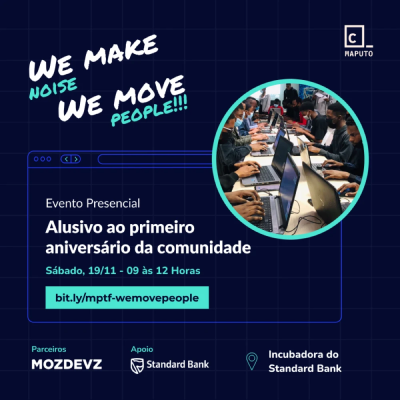 C_
MAPUTO
WE MAKE
NOISE
WE MOVE
PEOPLE!!!
Evento Presencial
Alusivo ao primeiro
aniversário da comunidade
Sábado, 19/11 - 09 às 12 Horas
bit.ly/mptf-wemovepeople
Parceiros
MOZDEVZ
Apoio
Standard Bank
Incubadora do
Standard Bank